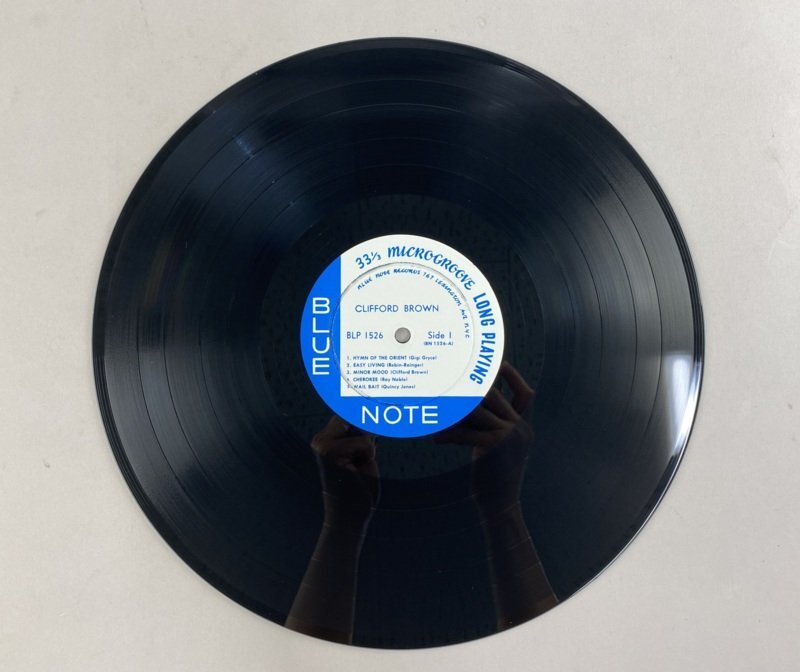 33⅓ MICROGROOVE LONG PLAYING
BLUE NOTE RECORDS 767 LEXINGTON AVE NYC
CLIFFORD BROWN
BLP 1526 Side 1
(BN 1526-A)
1. HYMN OF THE ORIENT (Gigi Gryce)
2. EASY LIVING (Robin-Rainger)
3. MINOR MOOD (Clifford Brown)
4. CHEROKEE (Ray Noble)
5. WAIL BAIT (Quincy Jones)
BLUE
NOTE